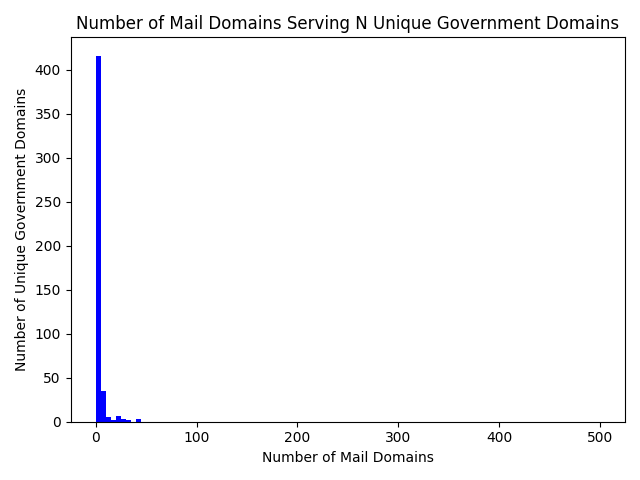 Number of Mail Domains Serving N Unique Government Domains
Number of Unique Government Domains
400
350
300
250
200
150
100
50
0
0 100 200 300 400 500
Number of Mail Domains